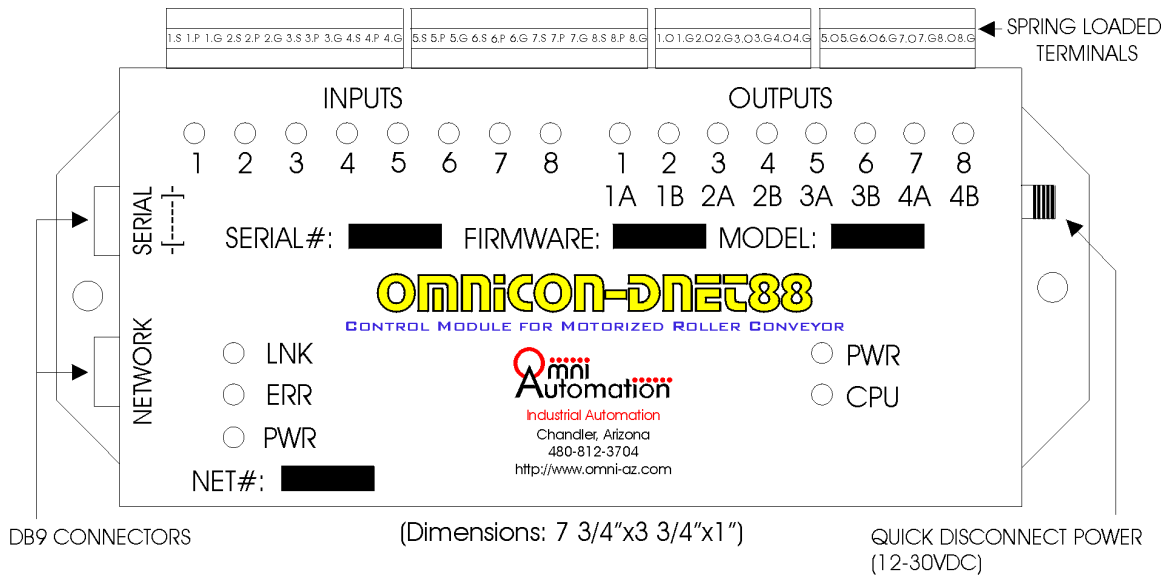 1.S 1.P 1.G 2.S 2.P 2.G 3.S 3.P 3.G 4.S 4.P 4.G 5.S 5.P 5.G 6.S 6.P 6.G 7.S 7.P 7.G 8.S 8.P 8.G 1.O 1.G 2.O 2.G 3.O 3.G 4.O 4.G 5.O 5.G 6.O 6.G 7.O 7.G 8.O 8.G
SPRING LOADED
TERMINALS
INPUTS OUTPUTS
1 2 3 4 5 6 7 8 1 2 3 4 5 6 7 8
1A 1B 2A 2B 3A 3B 4A 4B
SERIAL
-[-----]-
SERIAL#: FIRMWARE: MODEL:
OMNICON-DNET88
CONTROL MODULE FOR MOTORIZED ROLLER CONVEYOR
NETWORK
LNK
ERR
PWR
NET#:
Omni
Automation
Industrial Automation
Chandler, Arizona
480-812-3704
http://www.omni-az.com
PWR
CPU
DB9 CONNECTORS
(Dimensions: 7 3/4"x3 3/4"x1")
QUICK DISCONNECT POWER
(12-30VDC)